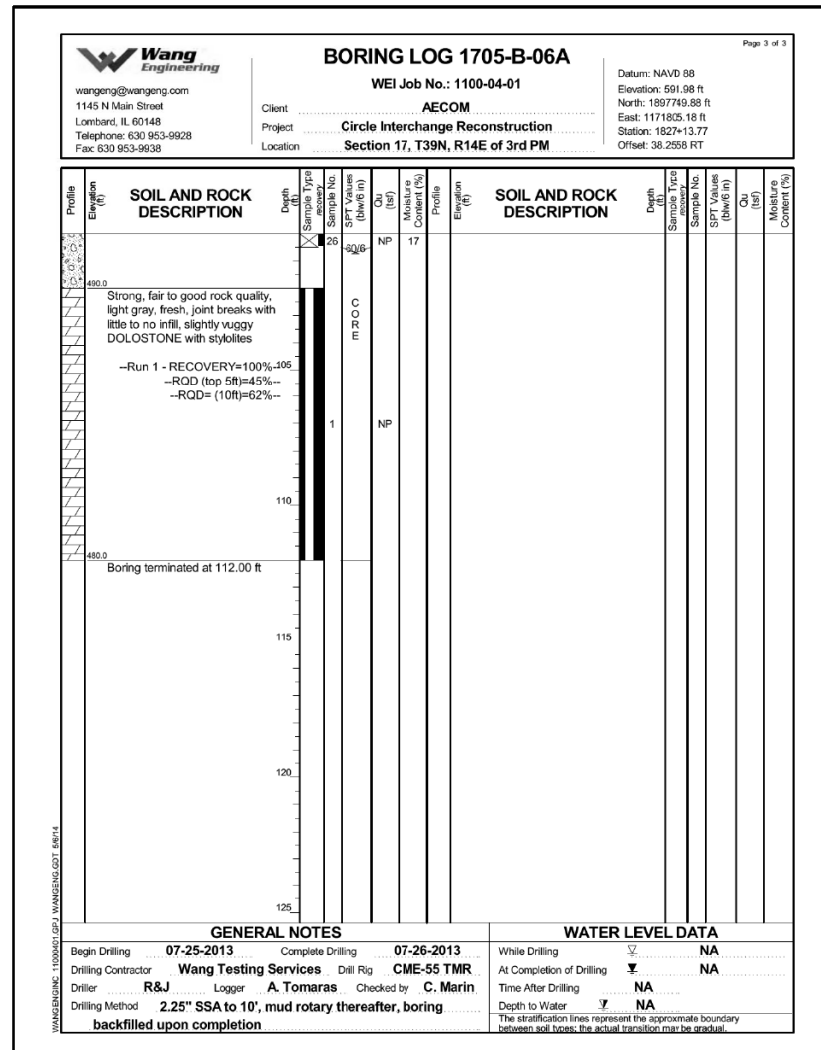 Page 3 of 3
Wang
Engineering
wangeng@wangeng.com
1145 N Main Street
Lombard, IL 60148
Telephone: 630 953-9928
Fax: 630 953-9938
BORING LOG 1705-B-06A
WEI Job No.: 1100-04-01
Client AECOM
Project Circle Interchange Reconstruction
Location Section 17, T39N, R14E of 3rd PM
Datum: NAVD 88
Elevation: 591.98 ft
North: 1897749.88 ft
East: 1171805.18 ft
Station: 1827+13.77
Offset: 38.2558 RT
Profile
Elevation (ft)
SOIL AND ROCK
DESCRIPTION
Depth (ft)
Sample Type
recovery
Sample No.
SPT Values (blw/6 in)
Qu (tsf)
Moisture Content (%)
Profile
Elevation (ft)
SOIL AND ROCK
DESCRIPTION
Depth (ft)
Sample Type
recovery
Sample No.
SPT Values (blw/6 in)
Qu (tsf)
Moisture Content (%)
26 60/6 NP 17
490.0
Strong, fair to good rock quality,
light gray, fresh, joint breaks with
little to no infill, slightly vuggy
DOLOSTONE with stylolites
CORE
--Run 1 - RECOVERY=100%--
105
--RQD (top 5ft)=45%--
--RQD= (10ft)=62%--
1 NP
110
480.0
Boring terminated at 112.00 ft
115
120
125
WANGENGINC 11000401.GPJ WANGENG.GDT 5/6/14
GENERAL NOTES
Begin Drilling 07-25-2013 Complete Drilling 07-26-2013
Drilling Contractor Wang Testing Services Drill Rig CME-55 TMR
Driller R&J Logger A. Tomaras Checked by C. Marin
Drilling Method 2.25" SSA to 10', mud rotary thereafter, boring
backfilled upon completion
WATER LEVEL DATA
While Drilling NA
At Completion of Drilling NA
Time After Drilling NA
Depth to Water NA
The stratification lines represent the approximate boundary
between soil types; the actual transition may be gradual.